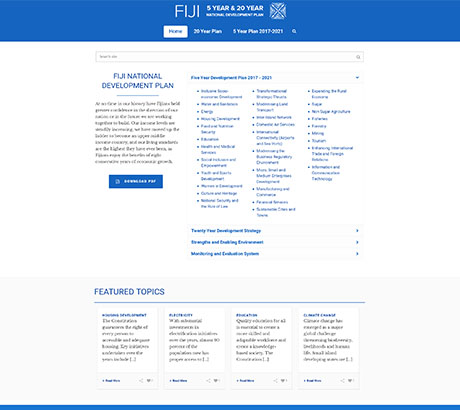 FIJI
5 YEAR & 20 YEAR
NATIONAL DEVELOPMENT PLAN
Home
20 Year Plan
5 Year Plan 2017-2021
Search site
FIJI NATIONAL
DEVELOPMENT PLAN
At no time in our history have Fijians held
greater confidence in the direction of our
nation or in the future we are working
together to build. Our income levels are
steadily increasing, we have moved up the
ladder to become an upper middle
income country, and our living standards
are the highest they have ever been, as
Fijians enjoy the benefits of eight
consecutive years of economic growth.
DOWNLOAD PDF
Five Year Development Plan 2017 - 2021
Inclusive Socio-
economic Development
Water and Sanitation
Energy
Housing Development
Food and Nutrition
Security
Education
Health and Medical
Services
Social Inclusion and
Empowerment
Youth and Sports
Development
Women in Development
Culture and Heritage
National Security and
the Rule of Law
Transformational
Strategic Thrusts
Modernising Land
Transport
Inter-Island Network
Domestic Air Services
International
Connectivity (Airports
and Sea Ports)
Modernising the
Business Regulatory
Environment
Micro, Small and
Medium Enterprises
Development
Manufacturing and
Commerce
Financial Services
Sustainable Cities and
Towns
Expanding the Rural
Economy
Sugar
Non-Sugar Agriculture
Fisheries
Forestry
Mining
Tourism
Enhancing International
Trade and Foreign
Relations
Information and
Communication
Technology
Twenty-Year Development Strategy
Strengths and Enabling Environment
Monitoring and Evaluation System
FEATURED TOPICS
HOUSING DEVELOPMENT
The Constitution
guarantees the right of
every person to
accessible and adequate
housing. Key initiatives
undertaken over the
years include [...]
Read More
ELECTRICITY
With substantial
investments in
electrification initiatives
over the years, almost 90
percent of the
population now has
proper access to [...]
Read More
EDUCATION
Quality education for all
is essential to create a
more skilled and
adaptable workforce and
create a knowledge-
based society. The
Constitution [...]
Read More
CLIMATE CHANGE
Climate change has
emerged as a major
global challenge
threatening biodiversity,
livelihoods and human
life. Small island
developing states are [...]
Read More